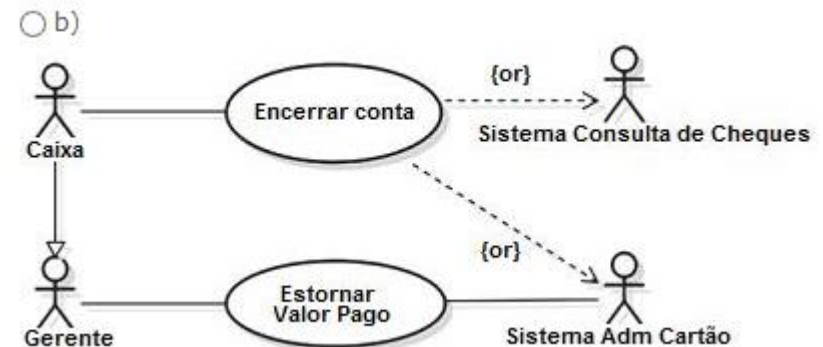 b)
{or}
Encerrar conta
Sistema Consulta de Cheques
Caixa
{or}
Estornar
Valor Pago
Gerente
Sistema Adm Cartão